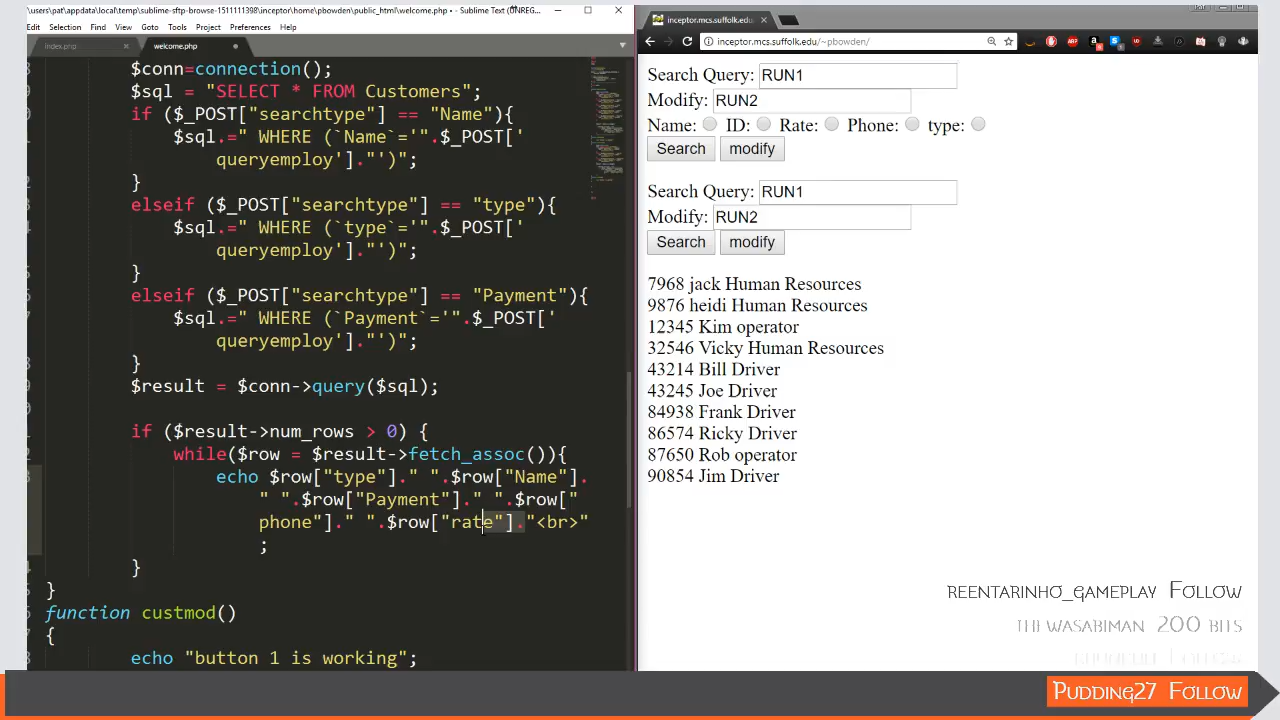 pat\appdata\local\temp\sublime-sftp-browse-1511111398\inceptor\pbowden\public_html\welcome.php • - Sublime Text (UNREG...
Edit Selection Find View Goto Tools Project Preferences Help
index.php × welcome.php
$conn=connection();
$sql = "SELECT * FROM Customers";
if ($_POST["searchtype"] == "Name"){
$sql.=" WHERE (`Name`='".$_POST['
queryemploy']."')";
}
elseif ($_POST["searchtype"] == "type"){
$sql.=" WHERE (`type`='".$_POST['
queryemploy']."')";
}
elseif ($_POST["searchtype"] == "Payment"){
$sql.=" WHERE (`Payment`='".$_POST['
queryemploy']."')";
}
$result = $conn->query($sql);
if ($result->num_rows > 0) {
while($row = $result->fetch_assoc()){
echo $row["type"]." ".$row["Name"].
" ".$row["Payment"]." ".$row["
phone"]." ".$row["rate"]."<br>"
;
}
}
function custmod()
{
echo "button 1 is working";
inceptor.mcs.suffolk.edu/ ×
inceptor.mcs.suffolk.edu/~pbowden/
Search Query: RUN1
Modify: RUN2
Name: ID: Rate: Phone: type:
Search modify
Search Query: RUN1
Modify: RUN2
Search modify
7968 jack Human Resources
9876 heidi Human Resources
12345 Kim operator
32546 Vicky Human Resources
43214 Bill Driver
43245 Joe Driver
84938 Frank Driver
86574 Ricky Driver
87650 Rob operator
90854 Jim Driver
reentarinho_gameplay Follow
thewasabiman 200 bits
Pudding27 Follow